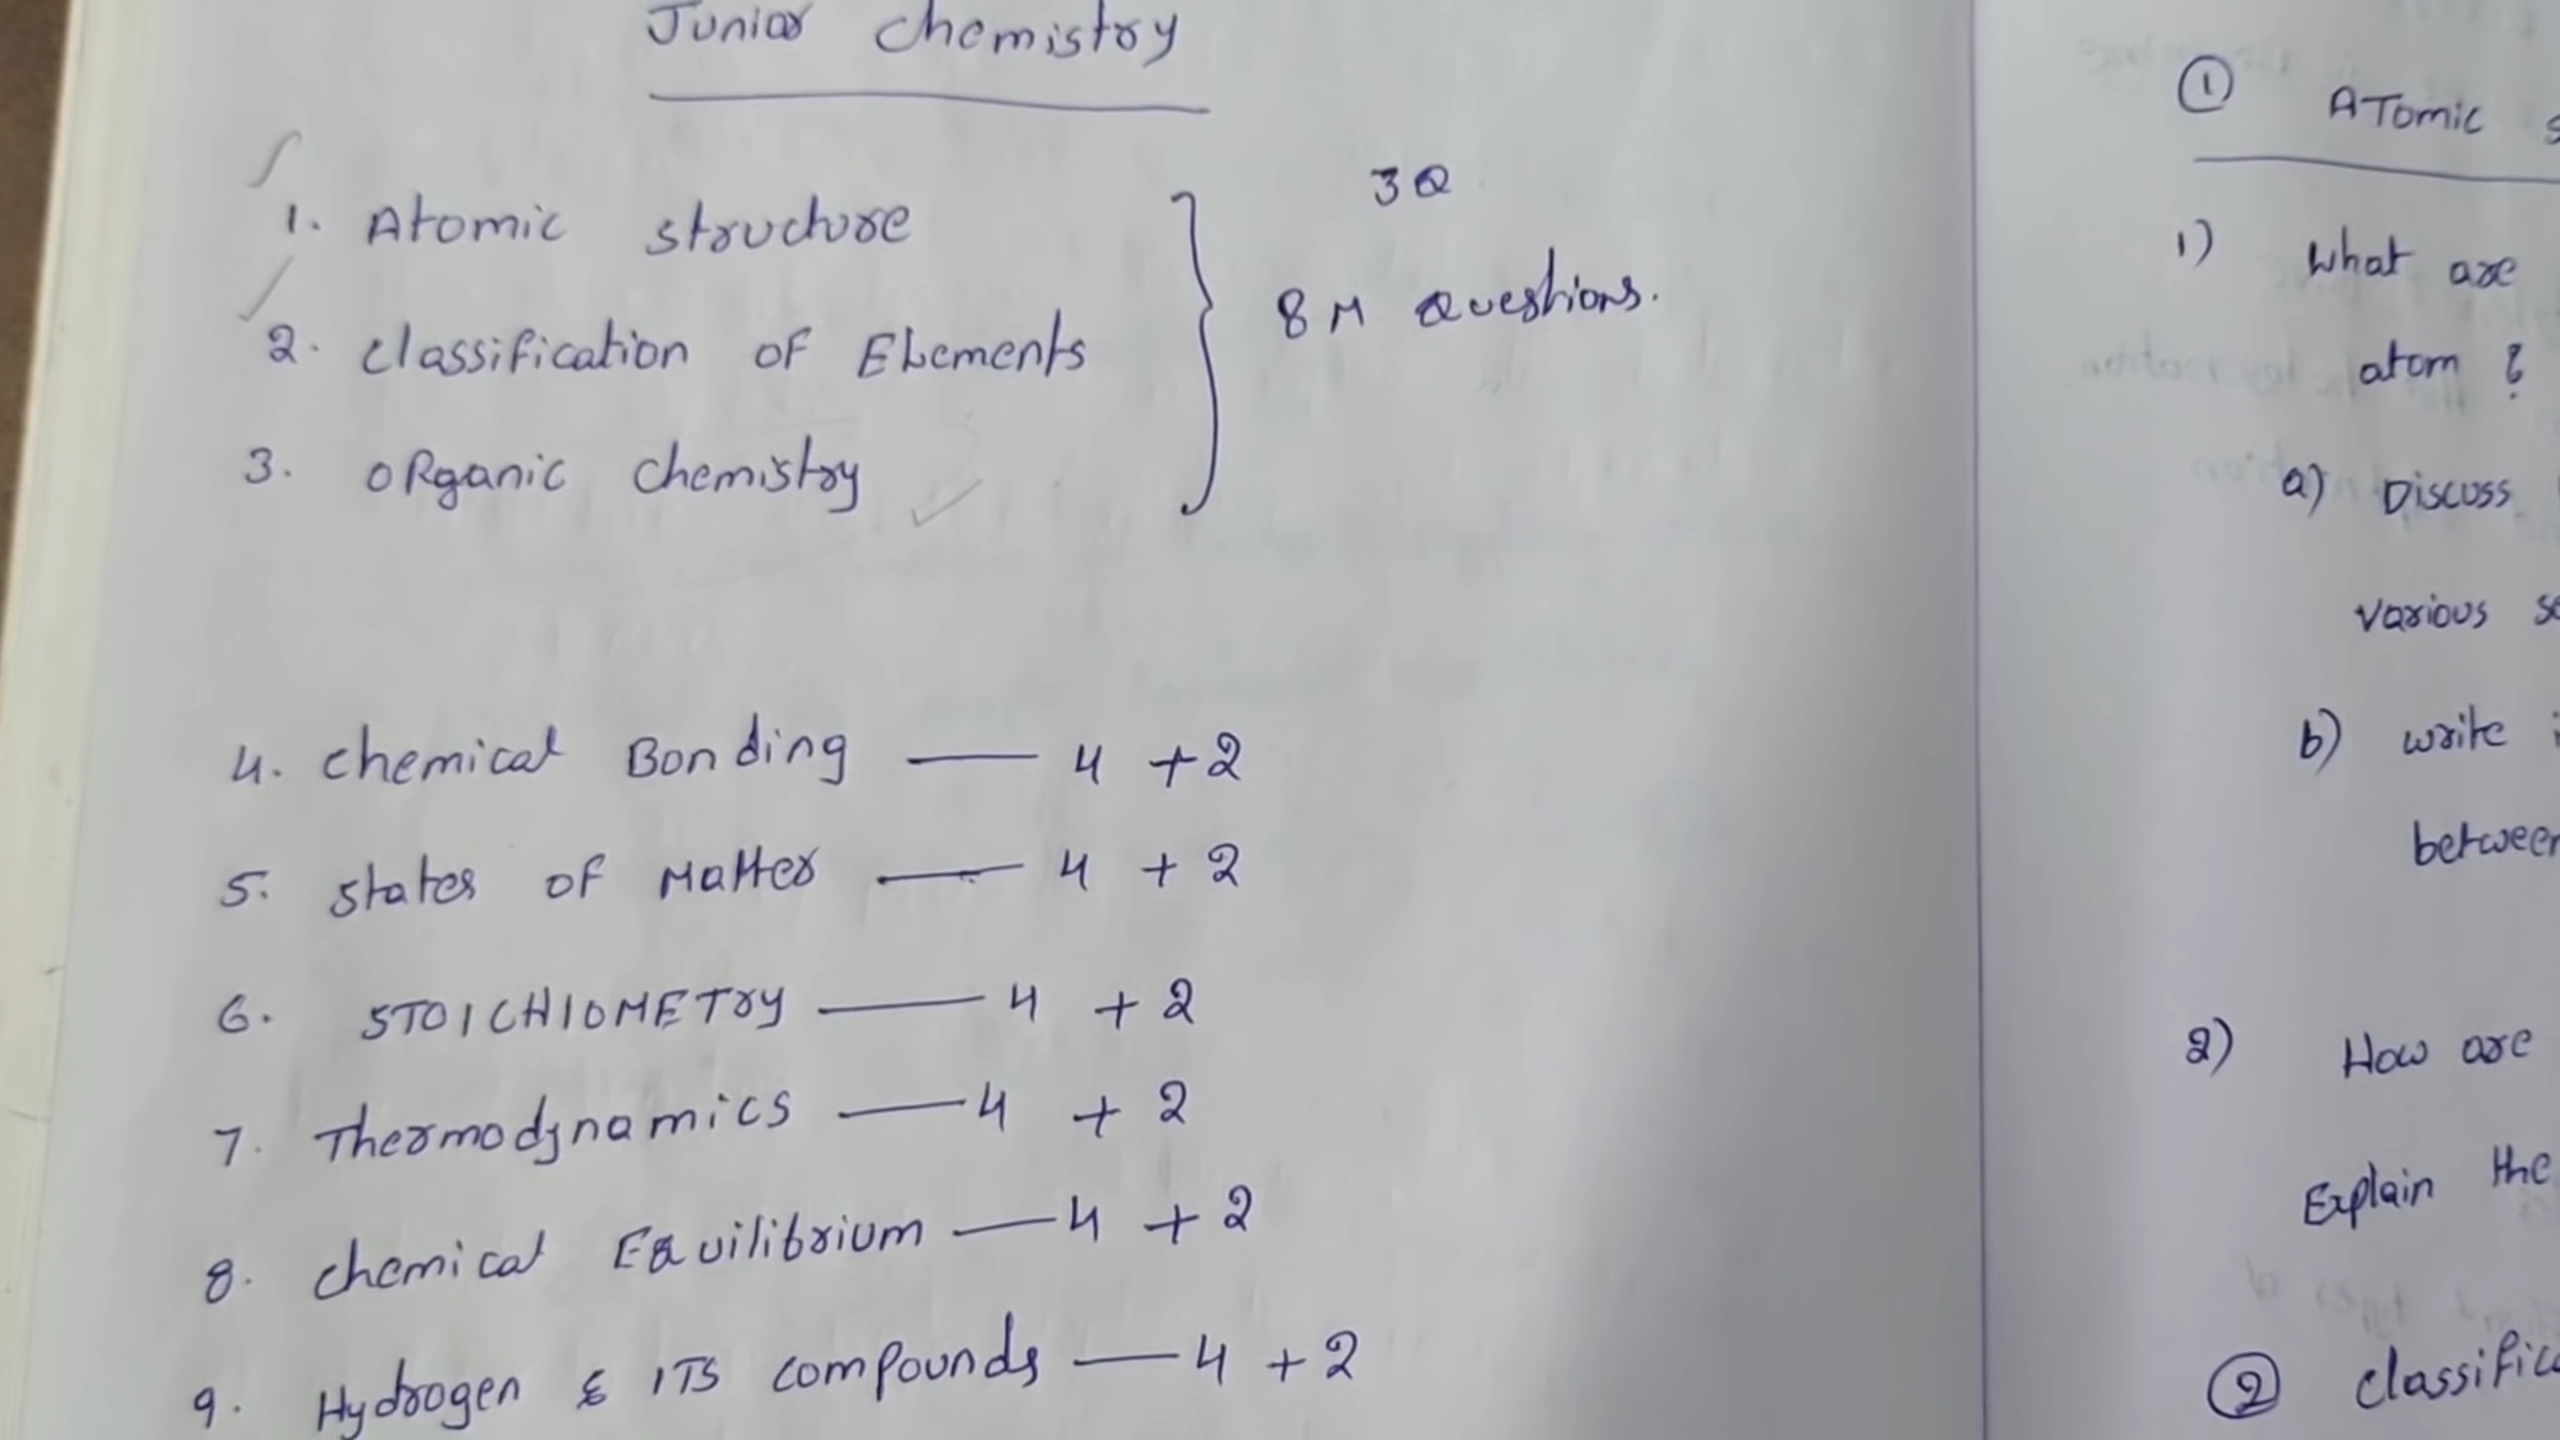 Junior Chemistry
1. Atomic structure
2. Classification of Elements
3. Organic Chemistry
3Q
8M Questions.
4. Chemical Bonding — 4 + 2
5. States of Matter — 4 + 2
6. STOICHIOMETry — 4 + 2
7. Thermodynamics — 4 + 2
8. Chemical Equilibrium — 4 + 2
9. Hydrogen & ITS compounds — 4 + 2
① ATomic
1) What are
atom ?
a) Discuss
various
b) write
between
2) How are
Explain the
②